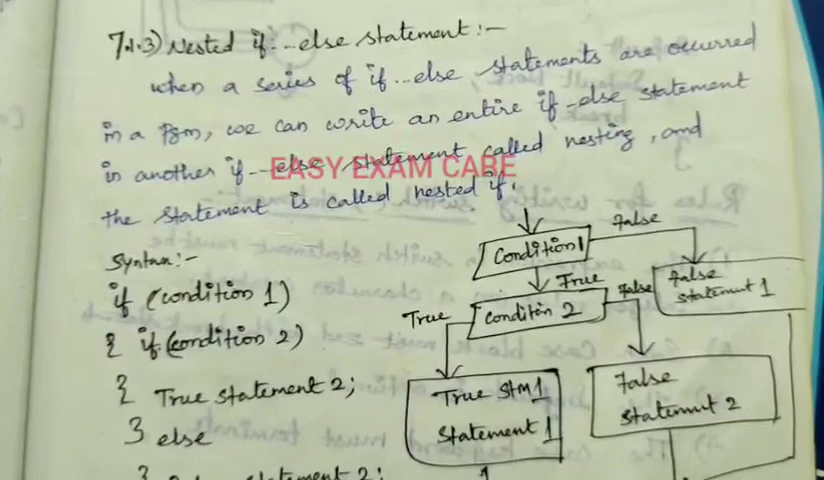 7.1.3) Nested if...else statement:-
when a series of if...else statements are occurred
in a Pgm, we can write an entire if-else statement
in another if...else statement called nesting, and
the statement is called nested if.
EASY EXAM CARE
Syntax:-
if (condition 1)
{ if (condition 2)
{ True statement 2;
} else
statement 2;
Condition 1
False
True
False statement 1
Condition 2
True
False
True Stm 1
Statement 1
False
Statemnt 2